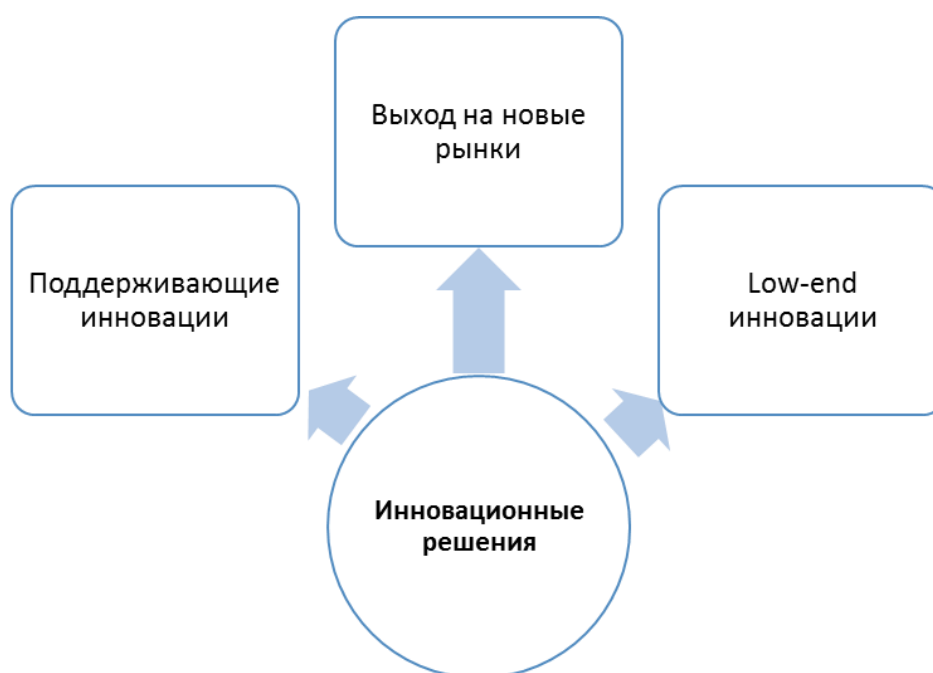 Выход на новые
рынки
Поддерживающие
инновации
Low-end
инновации
Инновационные
решения